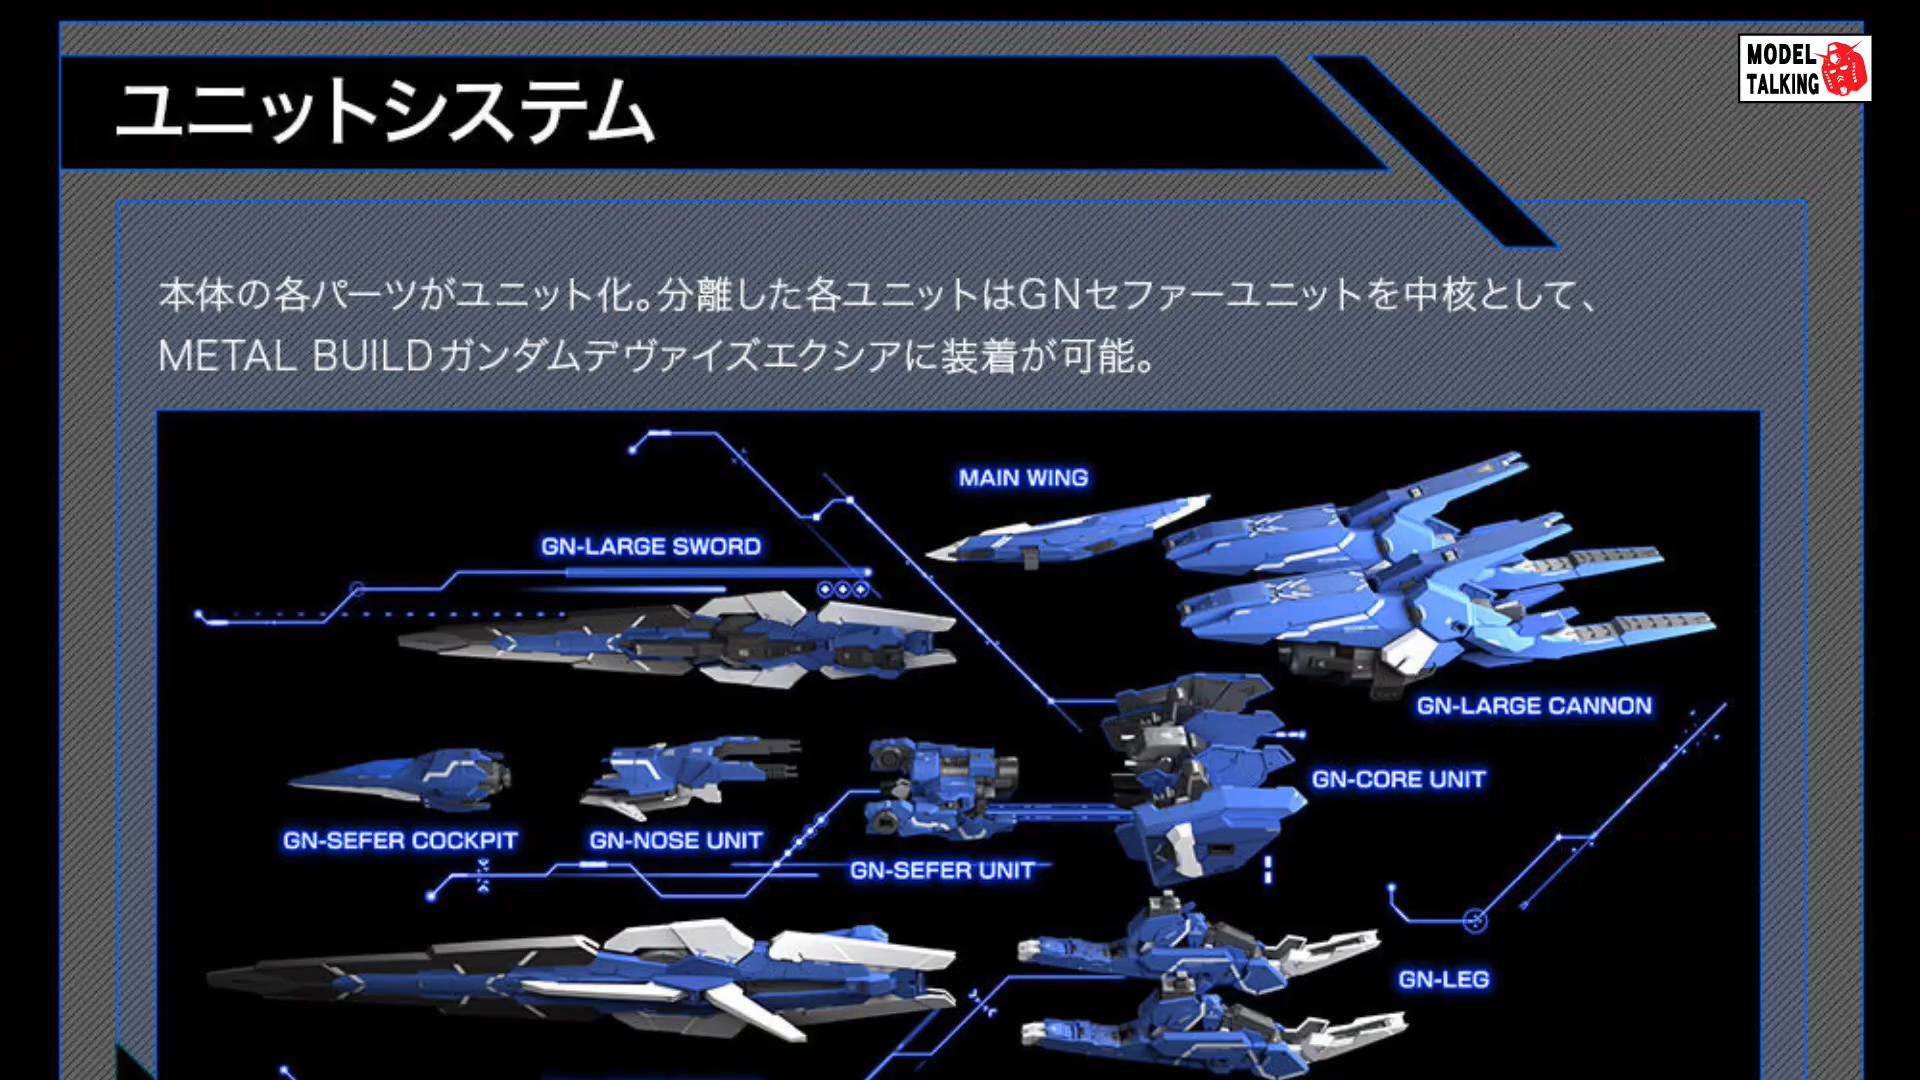 MODEL
TALKING
ユニットシステム
本体の各パーツがユニット化。分離した各ユニットはGNセファーユニットを中核として、
METAL BUILDガンダムデヴァイズエクシアに装着が可能。
MAIN WING
GN-LARGE SWORD
GN-LARGE CANNON
GN-CORE UNIT
GN-SEFER COCKPIT
GN-NOSE UNIT
GN-SEFER UNIT
GN-LEG